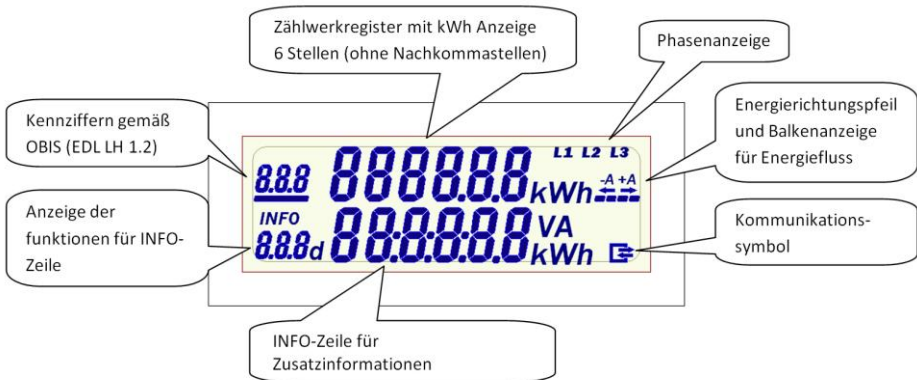 Zählwerkregister mit kWh Anzeige
6 Stellen (ohne Nachkommastellen)
Phasenanzeige
Kennziffern gemäß
OBIS (EDL LH 1.2)
Energierichtungspfeil
und Balkenanzeige
für Energiefluss
Anzeige der
funktionen für INFO-
Zeile
Kommunikations-
symbol
INFO-Zeile für
Zusatzinformationen
L1 L2 L3
8.8.8 888888.8 kWh -A +A
INFO
8.8.8d 88:8:8:8.8 VA
kWh